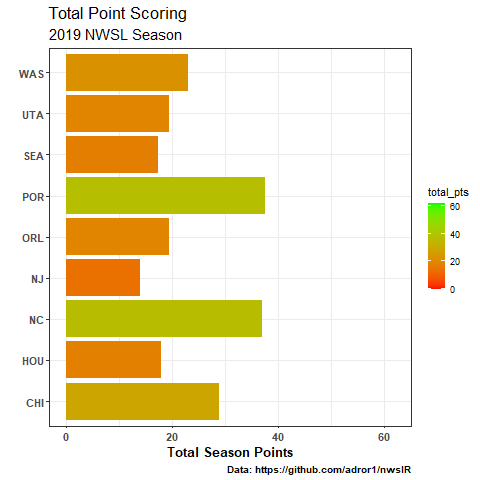 Total Point Scoring
2019 NWSL Season
WAS
UTA
SEA
POR
ORL
NJ
NC
HOU
CHI
0 20 40 60
Total Season Points
total_pts
60
40
20
0
Data: https://github.com/adror1/nwslR